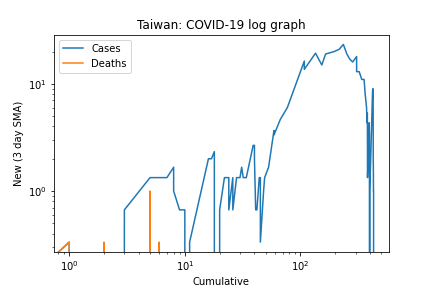 Taiwan: COVID-19 log graph
Cases
Deaths
New (3 day SMA)
10¹
10⁰
10⁰ 10¹ 10²
Cumulative